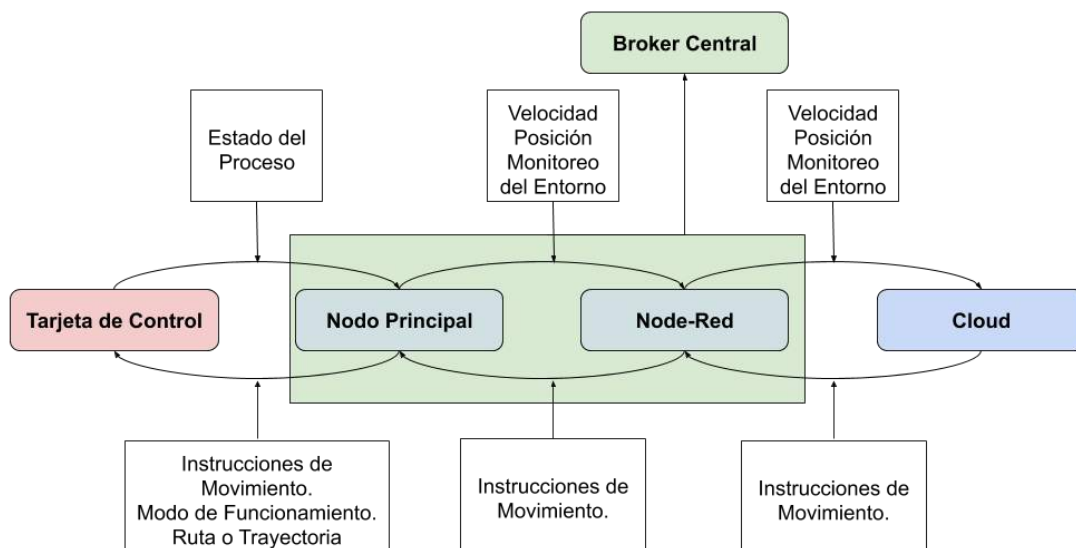 Broker Central
Estado del
Proceso
Velocidad
Posición
Monitoreo
del Entorno
Velocidad
Posición
Monitoreo
del Entorno
Tarjeta de Control
Nodo Principal
Node-Red
Cloud
Instrucciones de
Movimiento.
Modo de Funcionamiento.
Ruta o Trayectoria
Instrucciones de
Movimiento.
Instrucciones de
Movimiento.